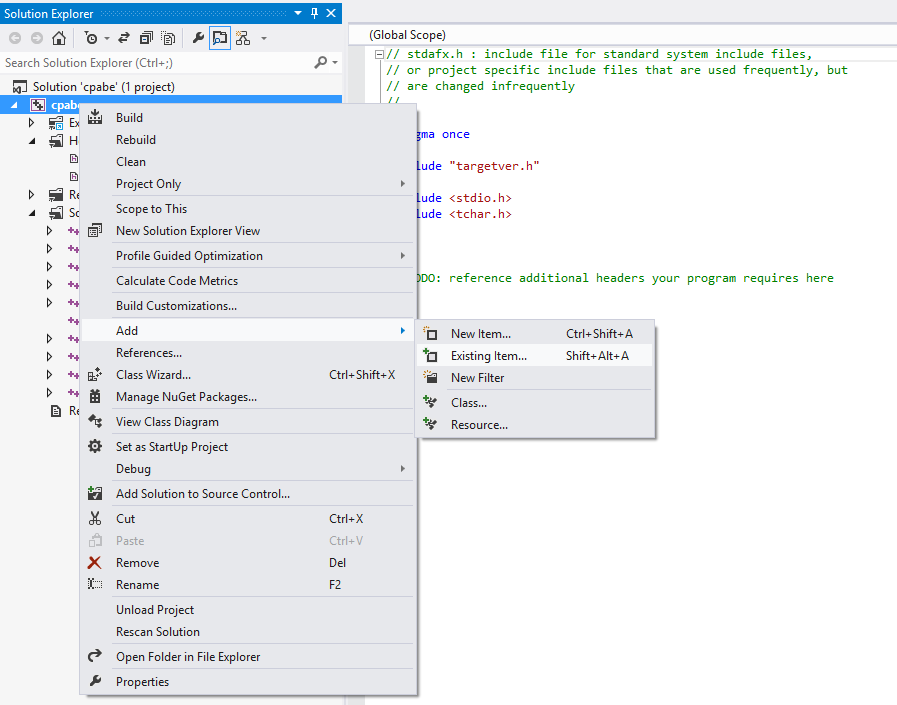 Solution Explorer
Search Solution Explorer (Ctrl+;)
Solution 'cpabe' (1 project)
cpabe
Ex
H
Re
So
Re
Build
Rebuild
Clean
Project Only
Scope to This
New Solution Explorer View
Profile Guided Optimization
Calculate Code Metrics
Build Customizations...
Add
References...
Class Wizard... Ctrl+Shift+X
Manage NuGet Packages...
View Class Diagram
Set as StartUp Project
Debug
Add Solution to Source Control...
Cut Ctrl+X
Paste Ctrl+V
Remove Del
Rename F2
Unload Project
Rescan Solution
Open Folder in File Explorer
Properties
New Item... Ctrl+Shift+A
Existing Item... Shift+Alt+A
New Filter
Class...
Resource...
(Global Scope)
// stdafx.h : include file for standard system include files,
// or project specific include files that are used frequently, but
// are changed infrequently
//
gma once
lude "targetver.h"
lude <stdio.h>
lude <tchar.h>
ODO: reference additional headers your program requires here